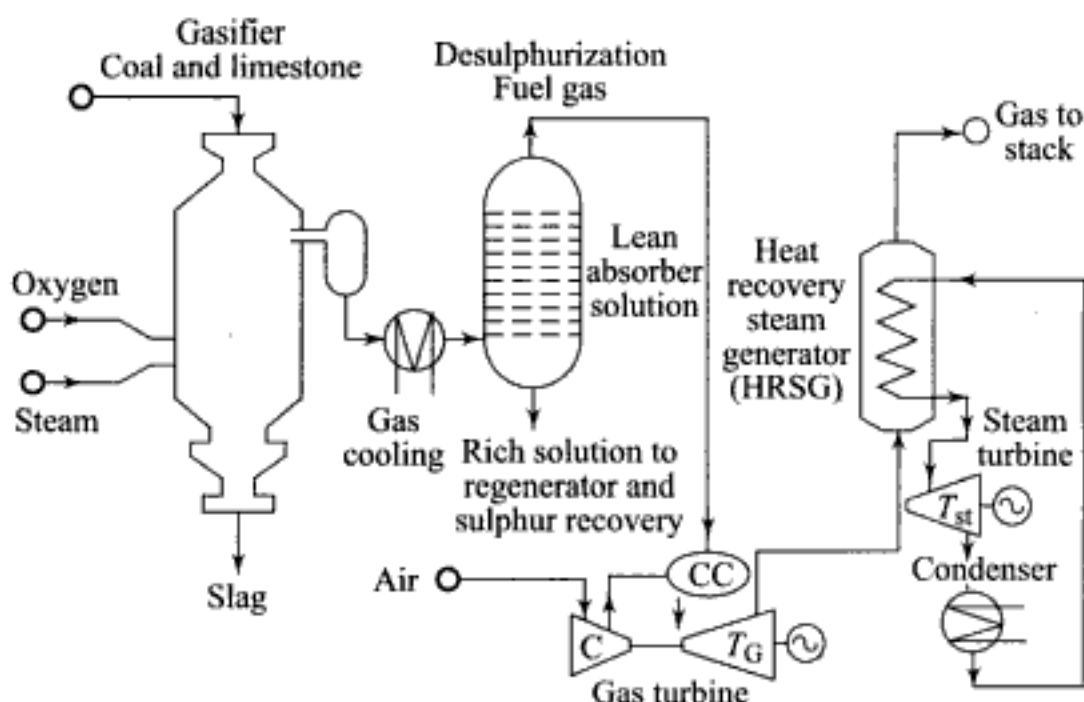 Gasifier
Coal and limestone
Desulphurization
Fuel gas
Gas to
stack
Oxygen
Steam
Lean
absorber
solution
Heat
recovery
steam
generator
(HRSG)
Gas
cooling
Rich solution to
regenerator and
sulphur recovery
Steam
turbine
T_st
Slag
Air
CC
Condenser
C
T_G
Gas turbine